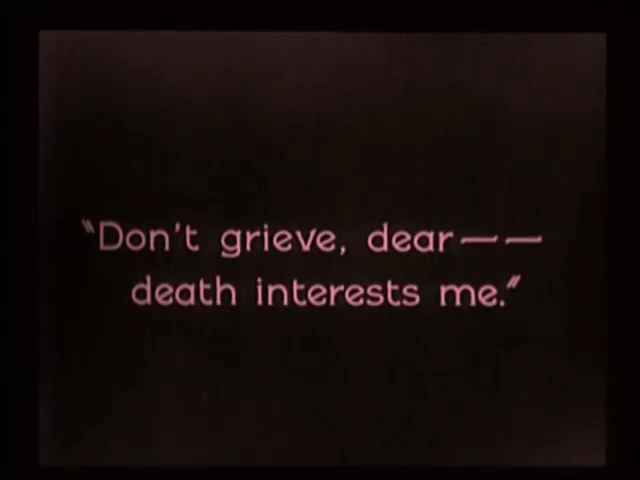 "Don't grieve, dear——
death interests me."